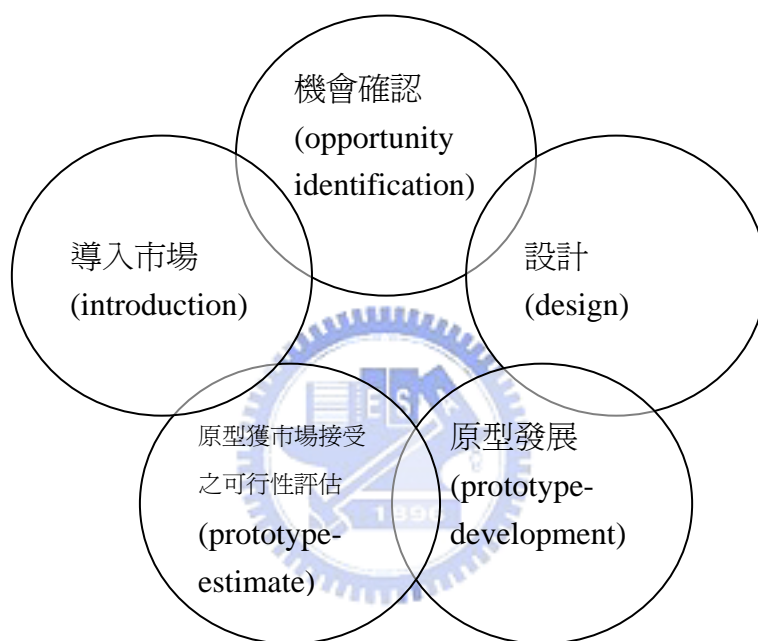 機會確認
(opportunity
identification)
設計
(design)
原型發展
(prototype-
development)
原型獲市場接受
之可行性評估
(prototype-
estimate)
導入市場
(introduction)
E S
1896